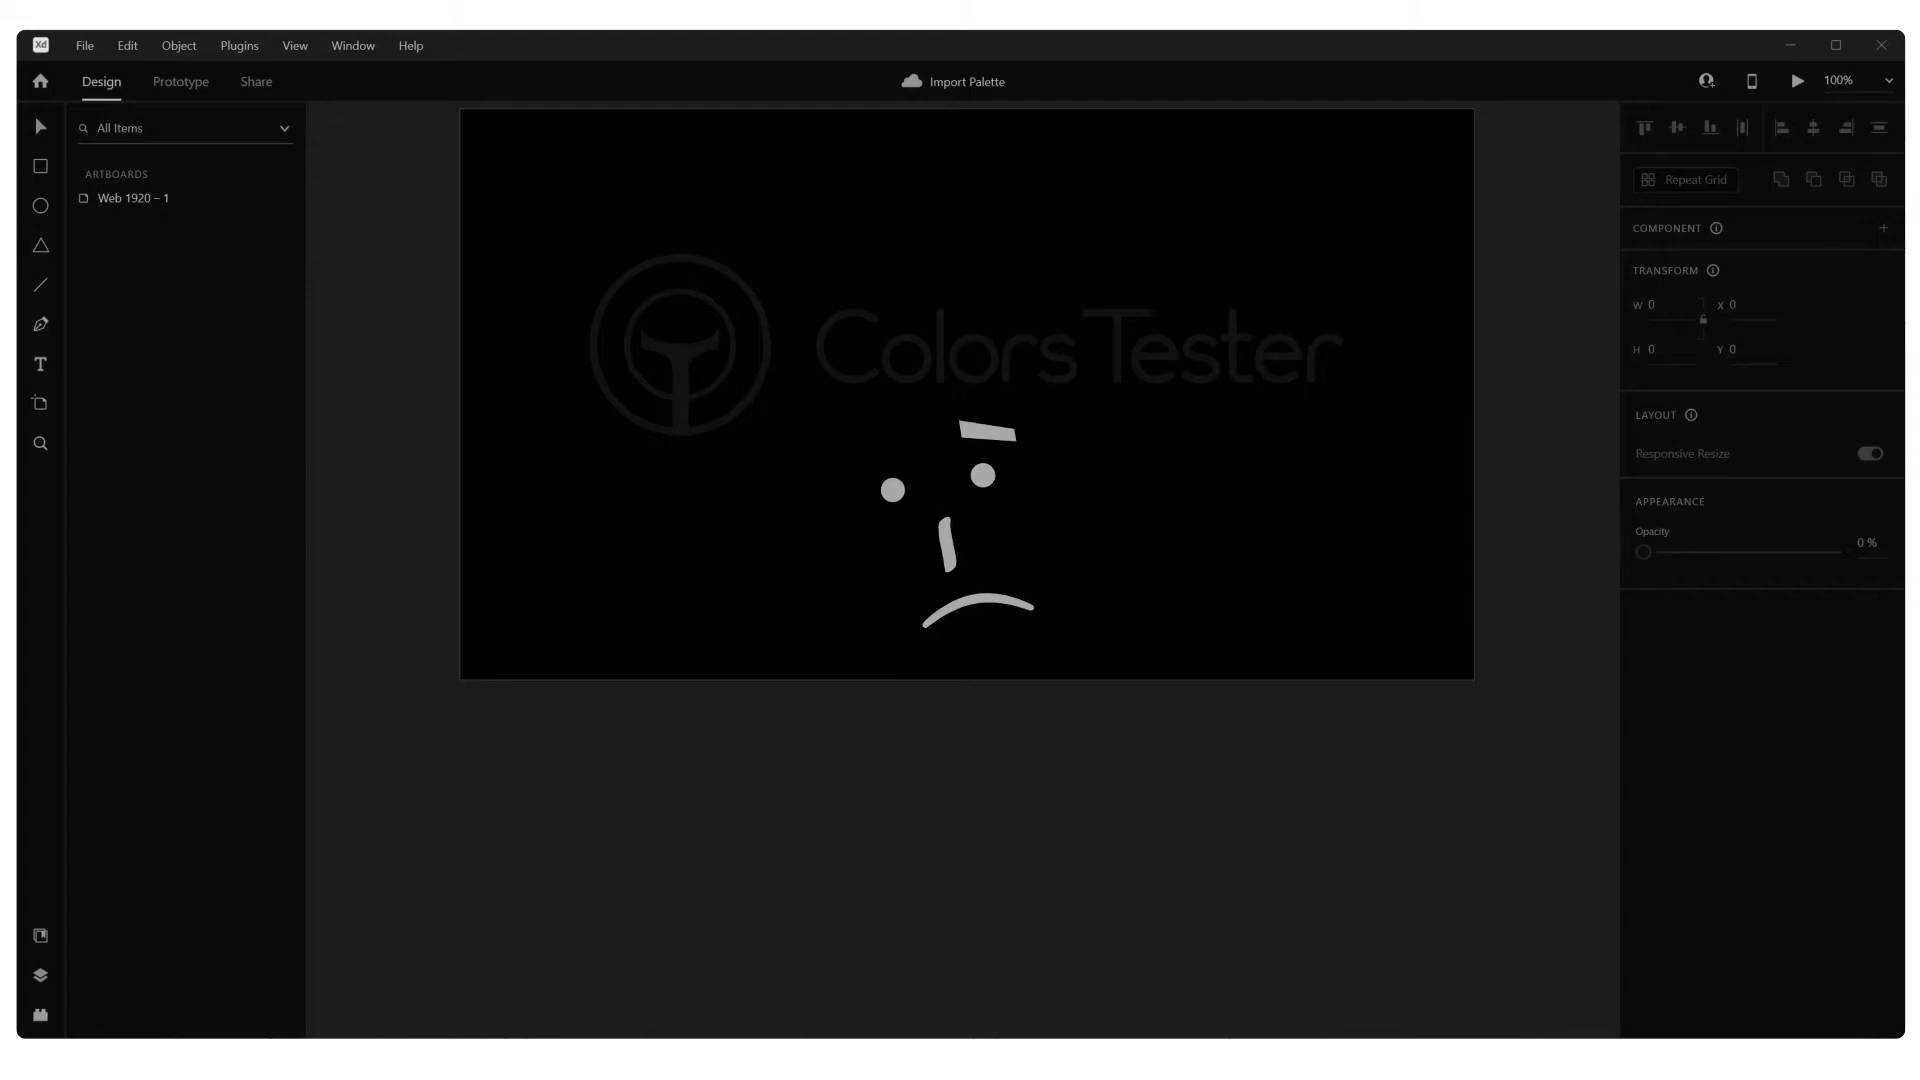 Xd File Edit Object Plugins View Window Help
Design Prototype Share Import Palette 100%
All Items
ARTBOARDS
Web 1920 – 1
Colors Tester
Repeat Grid
COMPONENT
TRANSFORM
W 0 X 0
H 0 Y 0
LAYOUT
Responsive Resize
APPEARANCE
Opacity
0 %